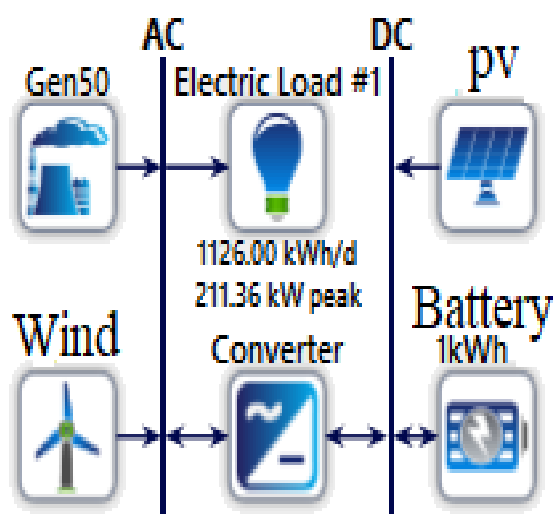 AC
DC
Gen50
Electric Load #1
pv
1126.00 kWh/d
211.36 kW peak
Wind
Converter
Battery
1kWh